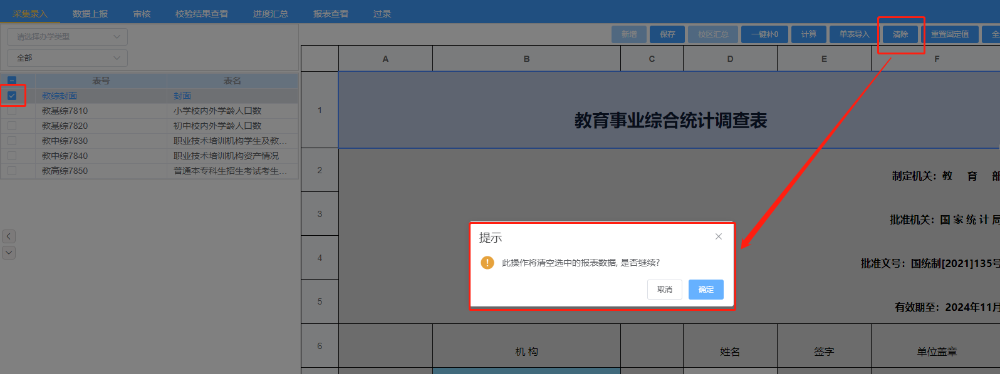 采集录入 数据上报 审核 校验结果查看 进度汇总 报表查看 过录
请选择办学类型
新增 保存 校区汇总 一键补0 计算 单表导入 清除 重置固定值 全
全部
A B C D E F
表号 表名
教综封面 封面
教基综7810 小学校内外学龄人口数
教基综7820 初中校内外学龄人口数
教中综7830 职业技术培训机构学生及教...
教中综7840 职业技术培训机构资产情况
教高综7850 普通本专科生招生考试考生...
1 教育事业综合统计调查表
2 制定机关：教 育 部
3 批准机关：国 家 统 计 局
提示
此操作将清空选中的报表数据, 是否继续?
取消 确定
4 批准文号：国统制[2021]135号
5 有效期至：2024年11月
6 机 构 姓名 签字 单位盖章